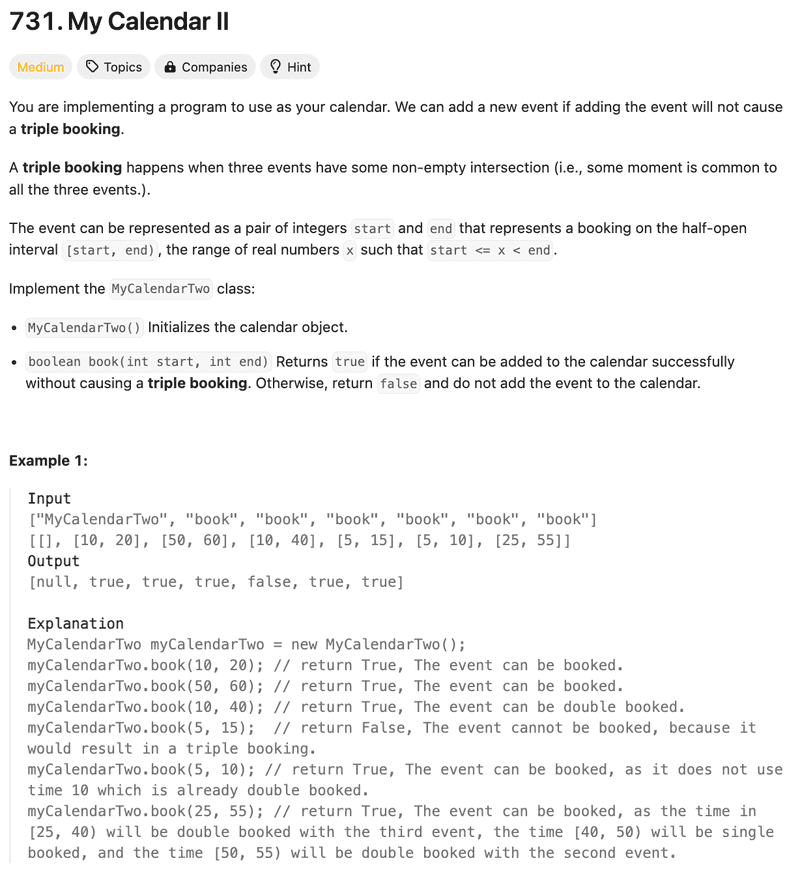 731. My Calendar II
Medium Topics Companies Hint
You are implementing a program to use as your calendar. We can add a new event if adding the event will not cause
a triple booking.
A triple booking happens when three events have some non-empty intersection (i.e., some moment is common to
all the three events.).
The event can be represented as a pair of integers start and end that represents a booking on the half-open
interval [start, end), the range of real numbers x such that start <= x < end.
Implement the MyCalendarTwo class:
• MyCalendarTwo() Initializes the calendar object.
• boolean book(int start, int end) Returns true if the event can be added to the calendar successfully
without causing a triple booking. Otherwise, return false and do not add the event to the calendar.
Example 1:
Input
["MyCalendarTwo", "book", "book", "book", "book", "book", "book"]
[[], [10, 20], [50, 60], [10, 40], [5, 15], [5, 10], [25, 55]]
Output
[null, true, true, true, false, true, true]
Explanation
MyCalendarTwo myCalendarTwo = new MyCalendarTwo();
myCalendarTwo.book(10, 20); // return True, The event can be booked.
myCalendarTwo.book(50, 60); // return True, The event can be booked.
myCalendarTwo.book(10, 40); // return True, The event can be double booked.
myCalendarTwo.book(5, 15);  // return False, The event cannot be booked, because it
would result in a triple booking.
myCalendarTwo.book(5, 10); // return True, The event can be booked, as it does not use
time 10 which is already double booked.
myCalendarTwo.book(25, 55); // return True, The event can be booked, as the time in
[25, 40) will be double booked with the third event, the time [40, 50) will be single
booked, and the time [50, 55) will be double booked with the second event.